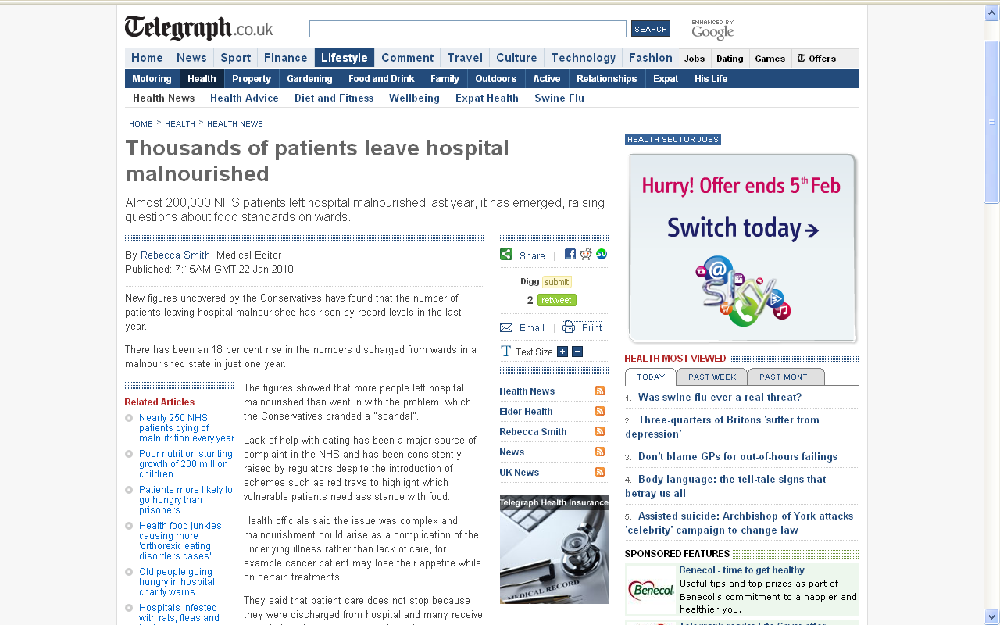 Telegraph.co.uk
SEARCH
ENHANCED BY
Google
Home News Sport Finance Lifestyle Comment Travel Culture Technology Fashion Jobs Dating Games Offers
Motoring Health Property Gardening Food and Drink Family Outdoors Active Relationships Expat His Life
Health News Health Advice Diet and Fitness Wellbeing Expat Health Swine Flu
HOME > HEALTH > HEALTH NEWS
Thousands of patients leave hospital
malnourished
Almost 200,000 NHS patients left hospital malnourished last year, it has emerged, raising
questions about food standards on wards.
By Rebecca Smith, Medical Editor
Published: 7:15AM GMT 22 Jan 2010
New figures uncovered by the Conservatives have found that the number of
patients leaving hospital malnourished has risen by record levels in the last
year.
There has been an 18 per cent rise in the numbers discharged from wards in a
malnourished state in just one year.
Related Articles
Nearly 250 NHS
patients dying of
malnutrition every year
Poor nutrition stunting
growth of 200 million
children
Patients more likely to
go hungry than
prisoners
Health food junkies
causing more
'orthorexic eating
disorders cases'
Old people going
hungry in hospital,
charity warns
Hospitals infested
with rats, fleas and
The figures showed that more people left hospital
malnourished than went in with the problem, which
the Conservatives branded a "scandal".
Lack of help with eating has been a major source of
complaint in the NHS and has been consistently
raised by regulators despite the introduction of
schemes such as red trays to highlight which
vulnerable patients need assistance with food.
Health officials said the issue was complex and
malnourishment could arise as a complication of the
underlying illness rather than lack of care, for
example cancer patient may lose their appetite while
on certain treatments.
They said that patient care does not stop because
they were discharged from hospital and many receive
Share |
Digg submit
2 retweet
Email | Print
Text Size + -
Health News
Elder Health
Rebecca Smith
News
UK News
Telegraph Health Insurance
MEDICAL RECORD
HEALTH SECTOR JOBS
Hurry! Offer ends 5th Feb
Switch today
sky
HEALTH MOST VIEWED
TODAY PAST WEEK PAST MONTH
1. Was swine flu ever a real threat?
2. Three-quarters of Britons 'suffer from
depression'
3. Don't blame GPs for out-of-hours failings
4. Body language: the tell-tale signs that
betray us all
5. Assisted suicide: Archbishop of York attacks
'celebrity' campaign to change law
SPONSORED FEATURES
Benecol
Benecol - time to get healthy
Useful tips and top prizes as part of
Benecol's commitment to a happier and
healthier you.